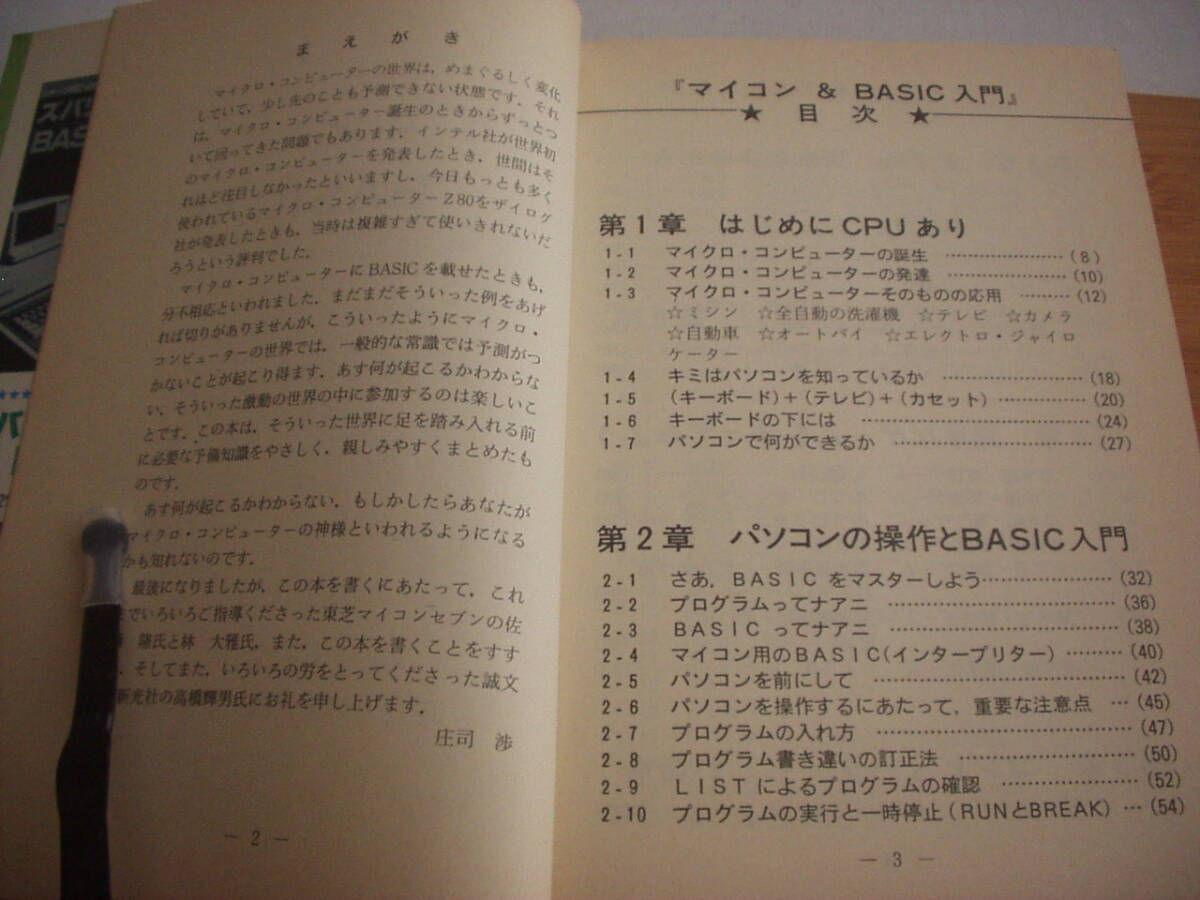 ズバ
BAS
まえがき
マイクロ・コンピューターの世界は，めまぐるしく変化
していて，少し先のことも予測できない状態です．それ
は，マイクロ・コンピューター誕生のときからずっとつ
いて回ってきた問題でもあります．インテル社が世界初
のマイクロ・コンピューターを発表したとき，世間はそ
れほど注目しなかったといいますし，今日もっとも多く
使われているマイクロ・コンピューターZ80をザイログ
社が発表したときも，当時は複雑すぎて使いきれないだ
ろうという評判でした．
マイクロ・コンピューターにBASICを載せたときも，
分不相応といわれました．まだまだそういった例をあげ
れば切りがありませんが，こういったようにマイクロ・
コンピューターの世界では，一般的な常識では予測がつ
かないことが起こり得ます．あす何が起こるかわからな
い，そういった激動の世界の中に参加するのは楽しいこ
とです．この本は，そういった世界に足を踏み入れる前
に必要な予備知識をやさしく，親しみやすくまとめたも
のです．
あす何が起こるかわからない．もしかしたらあなたが
マイクロ・コンピューターの神様といわれるようになる
かも知れないのです．
最後になりましたが，この本を書くにあたって，これ
でいろいろご指導くださった東芝マイコンセブンの佐
隆氏と林 大雅氏，また，この本を書くことをすす
，そしてまた，いろいろの労をとってくださった誠文
新光社の高橋輝男氏にお礼を申し上げます．
庄司 渉
― 2 ―
『マイコン & BASIC 入門』
★ 目 次 ★
第1章 はじめにCPUあり
1-1 マイクロ・コンピューターの誕生 …………………(8)
1-2 マイクロ・コンピューターの発達 …………………(10)
1-3 マイクロ・コンピューターそのものの応用 ………(12)
☆ミシン ☆全自動の洗濯機 ☆テレビ ☆カメラ
☆自動車 ☆オートバイ ☆エレクトロ・ジャイロ
ケーター
1-4 キミはパソコンを知っているか …………………(18)
1-5 (キーボード)＋(テレビ)＋(カセット) ……………(20)
1-6 キーボードの下には …………………………………(24)
1-7 パソコンで何ができるか ……………………………(27)
第2章 パソコンの操作とBASIC入門
2-1 さあ，BASICをマスターしよう…………………(32)
2-2 プログラムってナアニ ………………………………(36)
2-3 BASICってナアニ …………………………………(38)
2-4 マイコン用のBASIC(インタープリター) ………(40)
2-5 パソコンを前にして …………………………………(42)
2-6 パソコンを操作するにあたって，重要な注意点 …(45)
2-7 プログラムの入れ方 …………………………………(47)
2-8 プログラム書き違いの訂正法 ………………………(50)
2-9 LISTによるプログラムの確認 …………………(52)
2-10 プログラムの実行と一時停止(RUNとBREAK) …(54)
― 3 ―